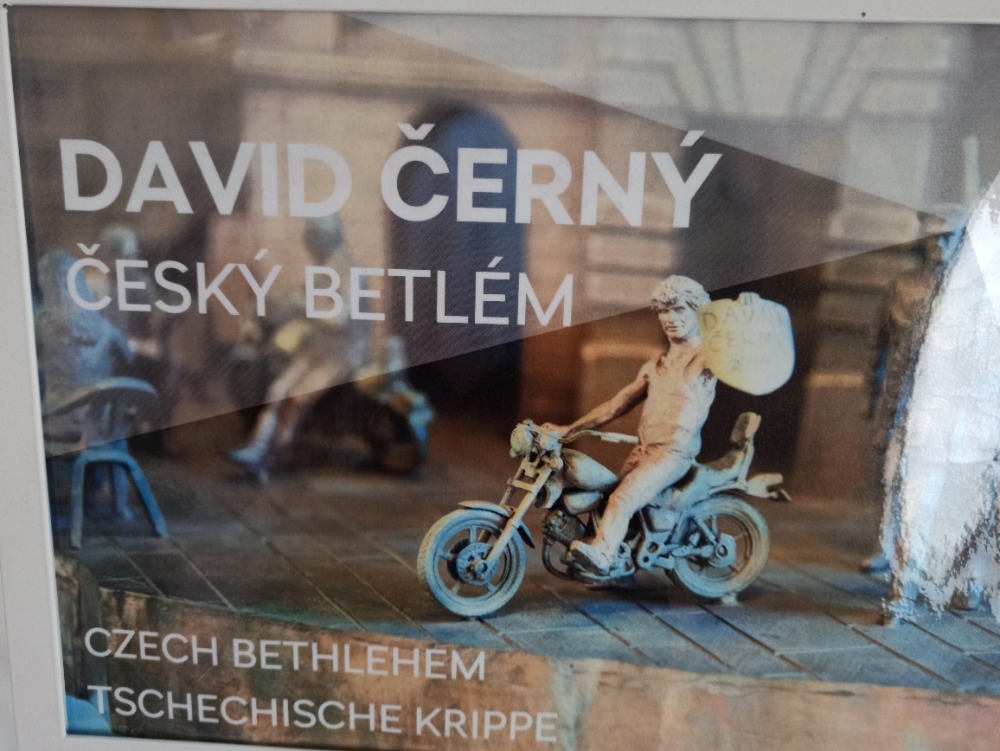 DAVID ČERNÝ
ČESKÝ BETLÉM
DAVID
ČERNÝ
CZECH BETHLEHEM
TSCHECHISCHE KRIPPE